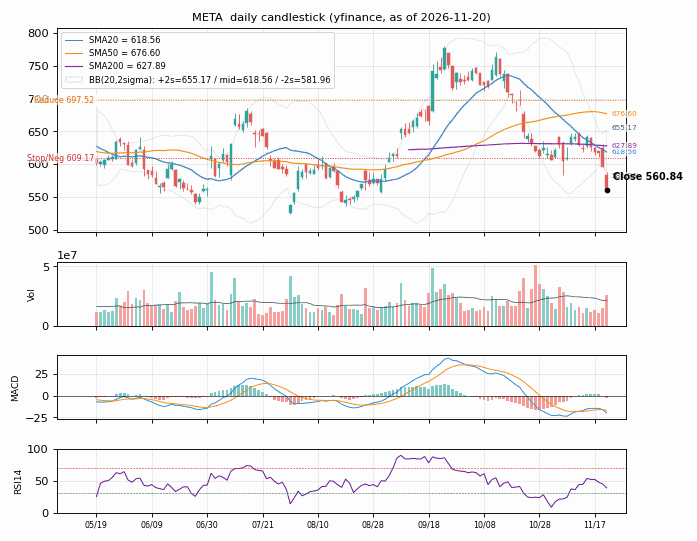 META  daily candlestick (yfinance, as of 2026-11-20)
800
750
650
600
550
500
SMA20 = 618.56
SMA50 = 676.60
SMA200 = 627.89
BB(20,2sigma): +2s=655.17 / mid=618.56 / -2s=581.96
Reduce 697.52
Stop/Neg 609.17
676.60
655.17
627.89
618.56
Close 560.84
1e7
5
0
Vol
25
0
−25
MACD
100
50
0
RSI14
05/19
06/09
06/30
07/21
08/10
08/28
09/18
10/08
10/28
11/17